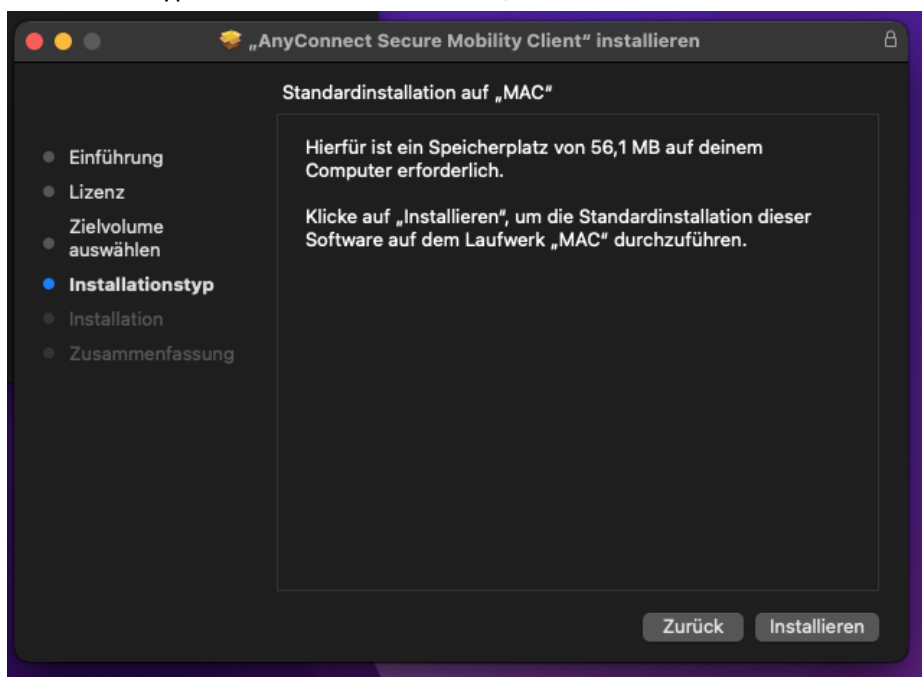 „AnyConnect Secure Mobility Client“ installieren
Standardinstallation auf „MAC“
Einführung
Lizenz
Zielvolume
auswählen
Installationstyp
Installation
Zusammenfassung
Hierfür ist ein Speicherplatz von 56,1 MB auf deinem
Computer erforderlich.
Klicke auf „Installieren“, um die Standardinstallation dieser
Software auf dem Laufwerk „MAC“ durchzuführen.
Zurück
Installieren